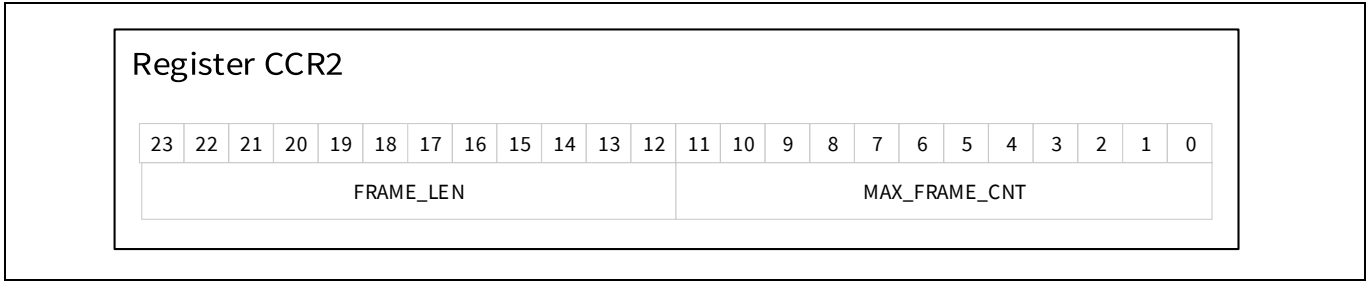 Register CCR2
23 22 21 20 19 18 17 16 15 14 13 12 11 10 9 8 7 6 5 4 3 2 1 0
FRAME_LEN MAX_FRAME_CNT